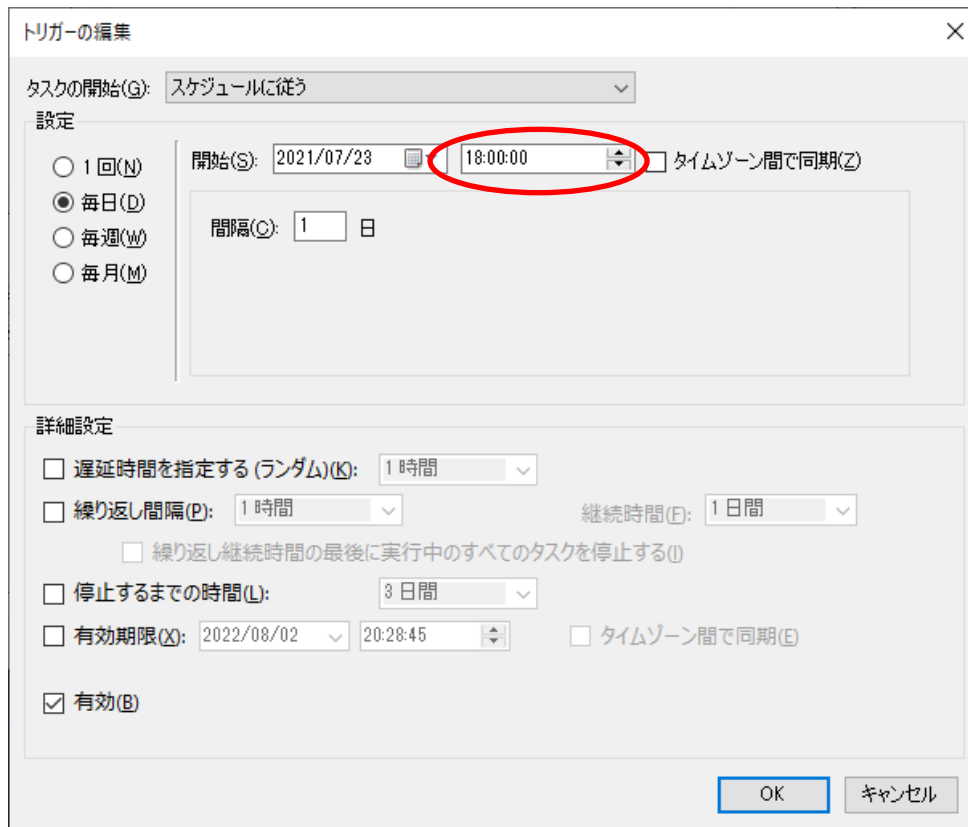 トリガーの編集
タスクの開始(G): スケジュールに従う
設定
1 回(N)
毎日(D)
毎週(W)
毎月(M)
開始(S): 2021/07/23 18:00:00 タイムゾーン間で同期(Z)
間隔(C): 1 日
詳細設定
遅延時間を指定する (ランダム)(K): 1 時間
繰り返し間隔(P): 1 時間 継続時間(F): 1 日間
繰り返し継続時間の最後に実行中のすべてのタスクを停止する(I)
停止するまでの時間(L): 3 日間
有効期限(X): 2022/08/02 20:28:45 タイムゾーン間で同期(E)
有効(B)
OK キャンセル